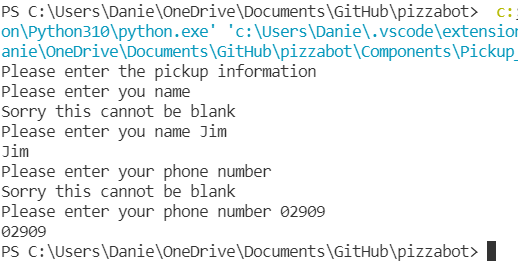 PS C:\Users\Danie\OneDrive\Documents\GitHub\pizzabot>  c:
on\Python310\python.exe' 'c:\Users\Danie\.vscode\extension
anie\OneDrive\Documents\GitHub\pizzabot\Components\Pickup_
Please enter the pickup information
Please enter you name
Sorry this cannot be blank
Please enter you name Jim
Jim
Please enter your phone number
Sorry this cannot be blank
Please enter your phone number 02909
02909
PS C:\Users\Danie\OneDrive\Documents\GitHub\pizzabot>